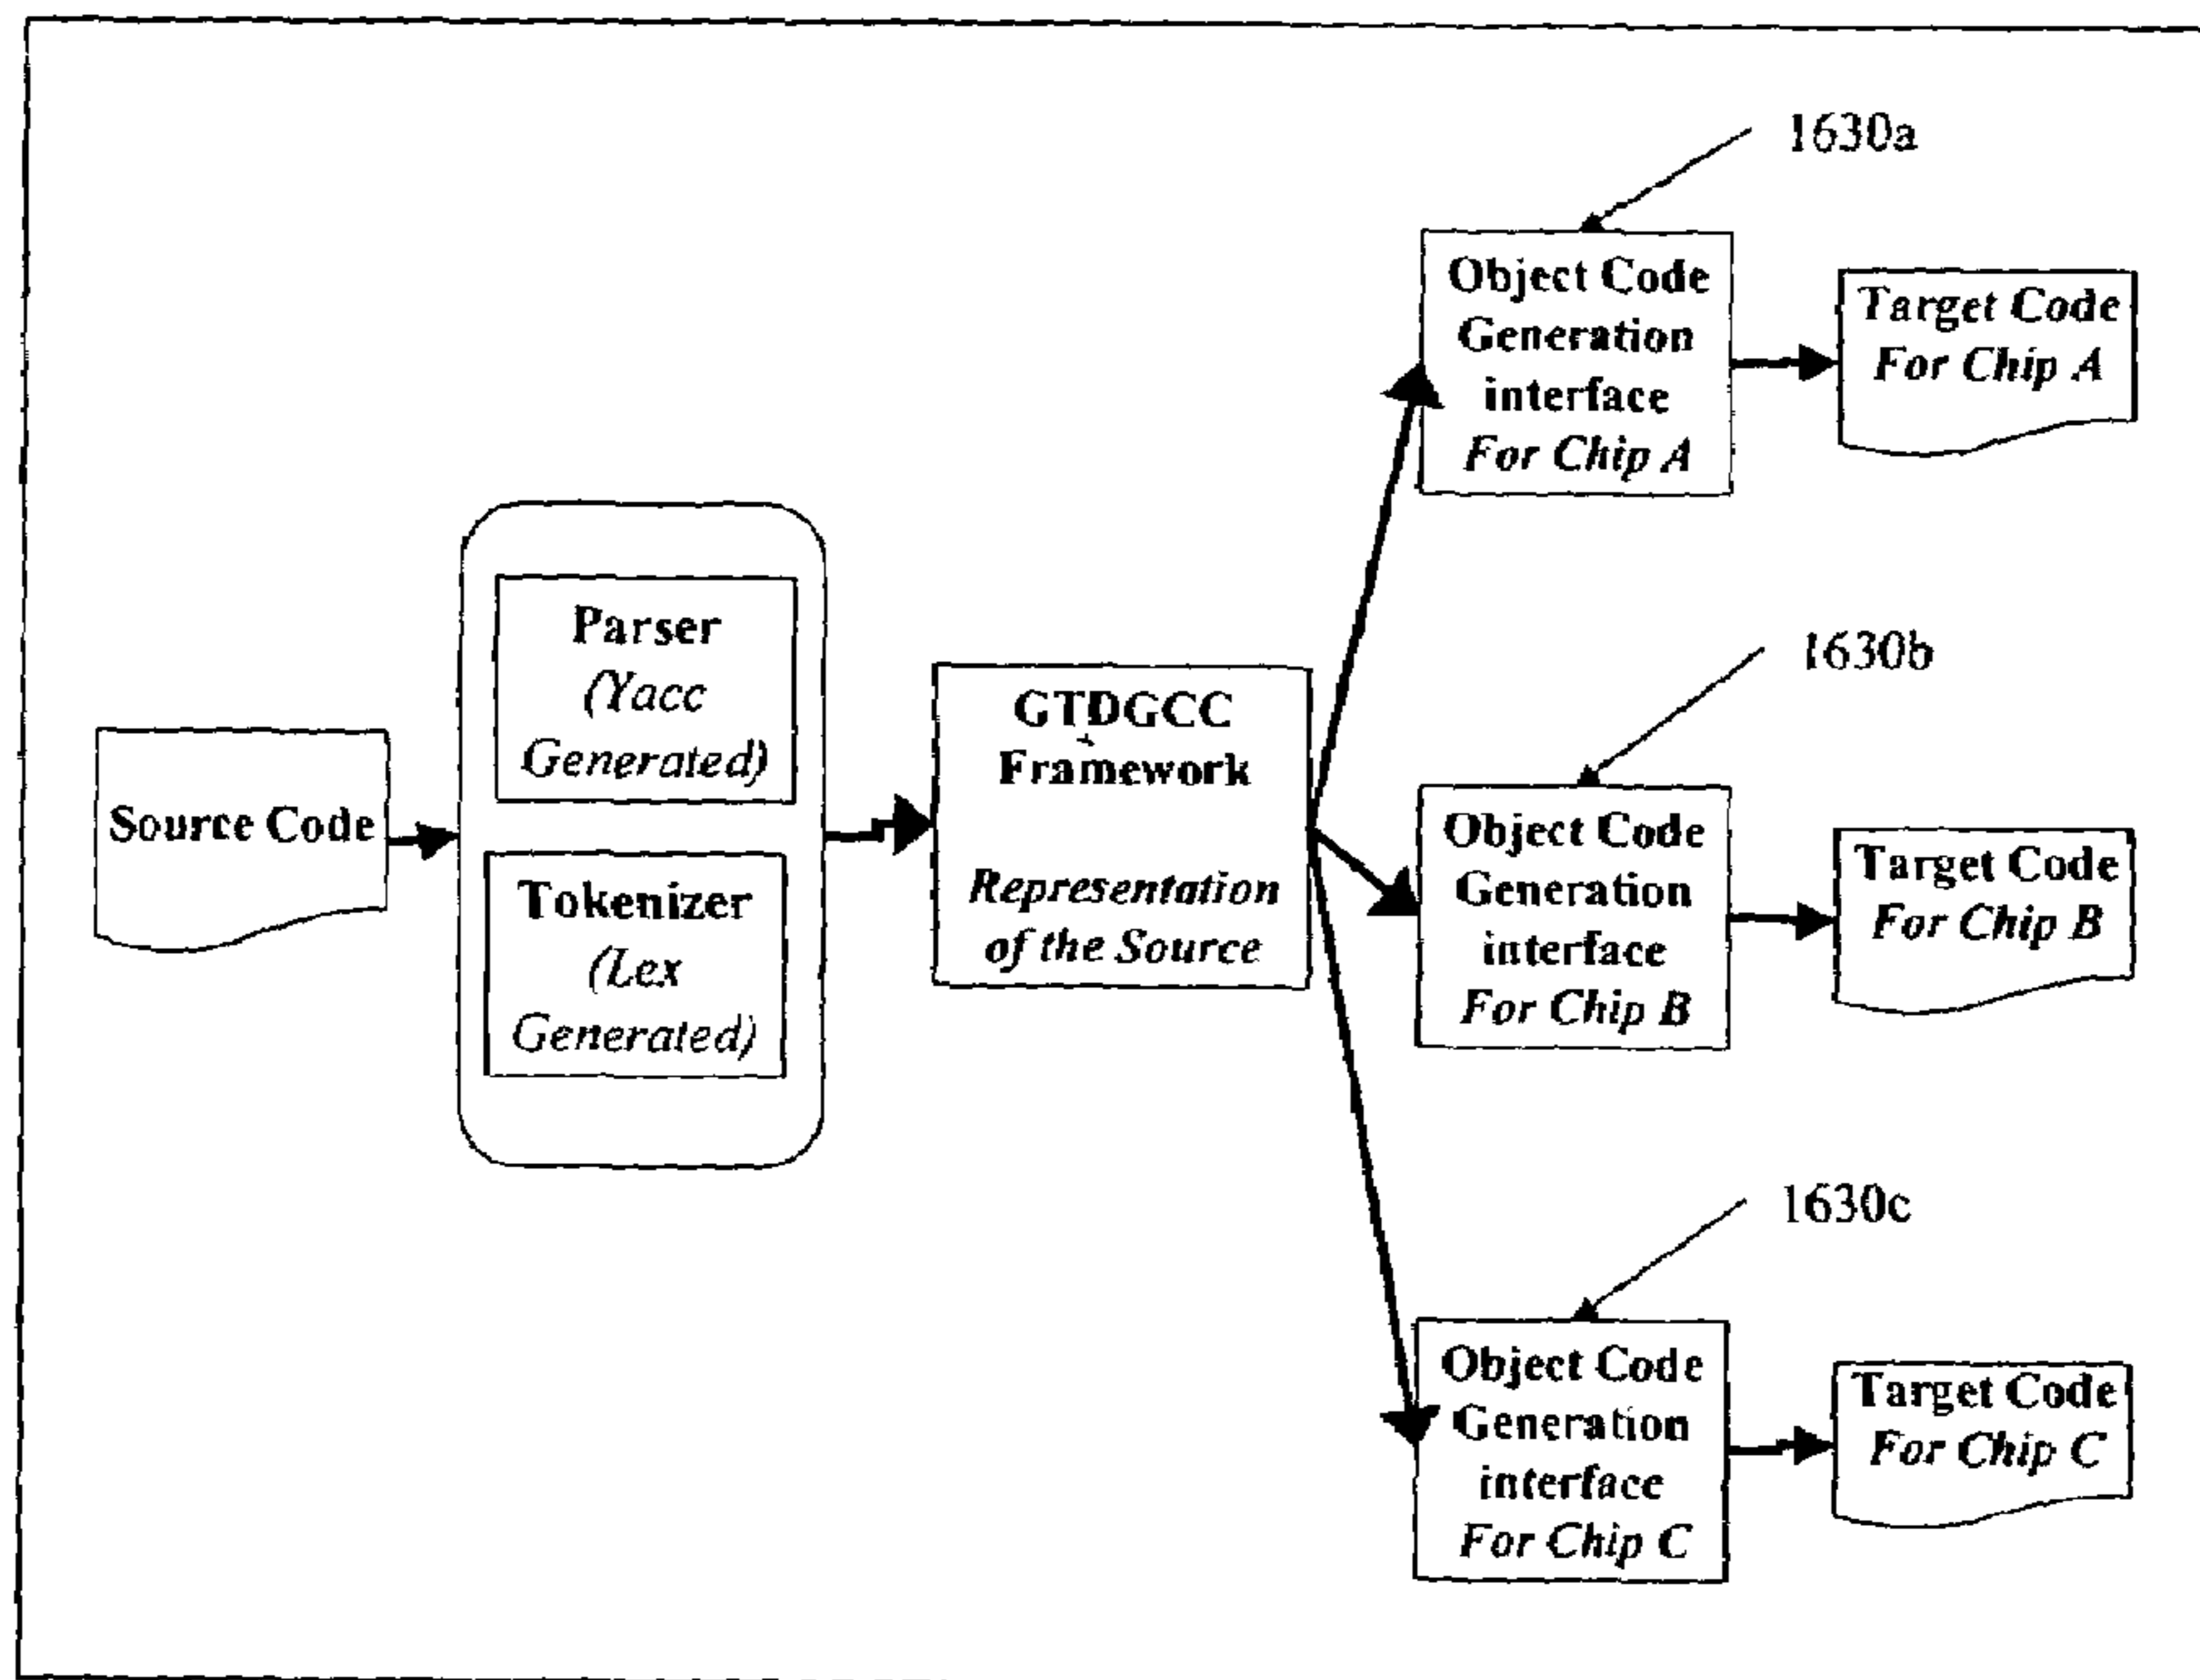 Source Code
Parser
(Yacc
Generated)
Tokenizer
(Lex
Generated)
GTDGCC
Framework
Representation
of the Source
1630a
Object Code
Generation
interface
For Chip A
Target Code
For Chip A
1630b
Object Code
Generation
interface
For Chip B
Target Code
For Chip B
1630c
Object Code
Generation
interface
For Chip C
Target Code
For Chip C